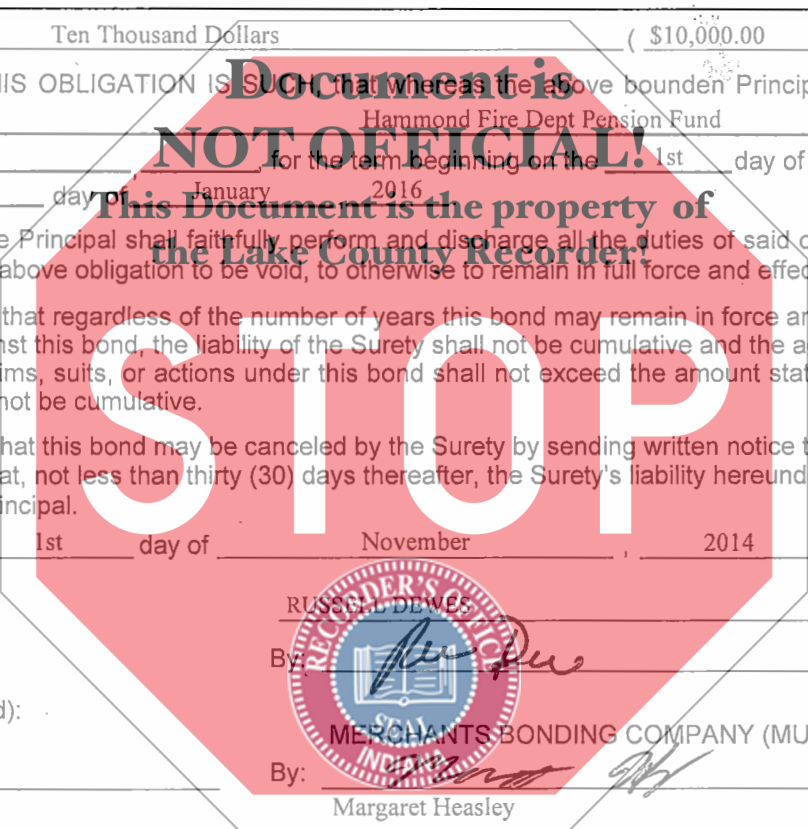 Ten Thousand Dollars ( $10,000.00
IIS OBLIGATION IS SUCH, that whereas the above bounden Princip
Document is
Hammond Fire Dept Pension Fund
NOT OFFICIAL!
, for the term beginning on the 1st day of
day of January 2016
This Document is the property of
e Principal shall faithfully perform and discharge all the duties of said o
the Lake County Recorder!
above obligation to be void, to otherwise to remain in full force and effec
that regardless of the number of years this bond may remain in force an
nst this bond, the liability of the Surety shall not be cumulative and the a
ims, suits, or actions under this bond shall not exceed the amount stat
not be cumulative.
STOP
hat this bond may be canceled by the Surety by sending written notice t
at, not less than thirty (30) days thereafter, the Surety's liability hereund
incipal.
1st day of November , 2014
RUSSELL DEWES
RECORDER'S OFFICE
By:
SEAL
d):
MERCHANTS BONDING COMPANY (MU
INDIANA
By:
Margaret Heasley